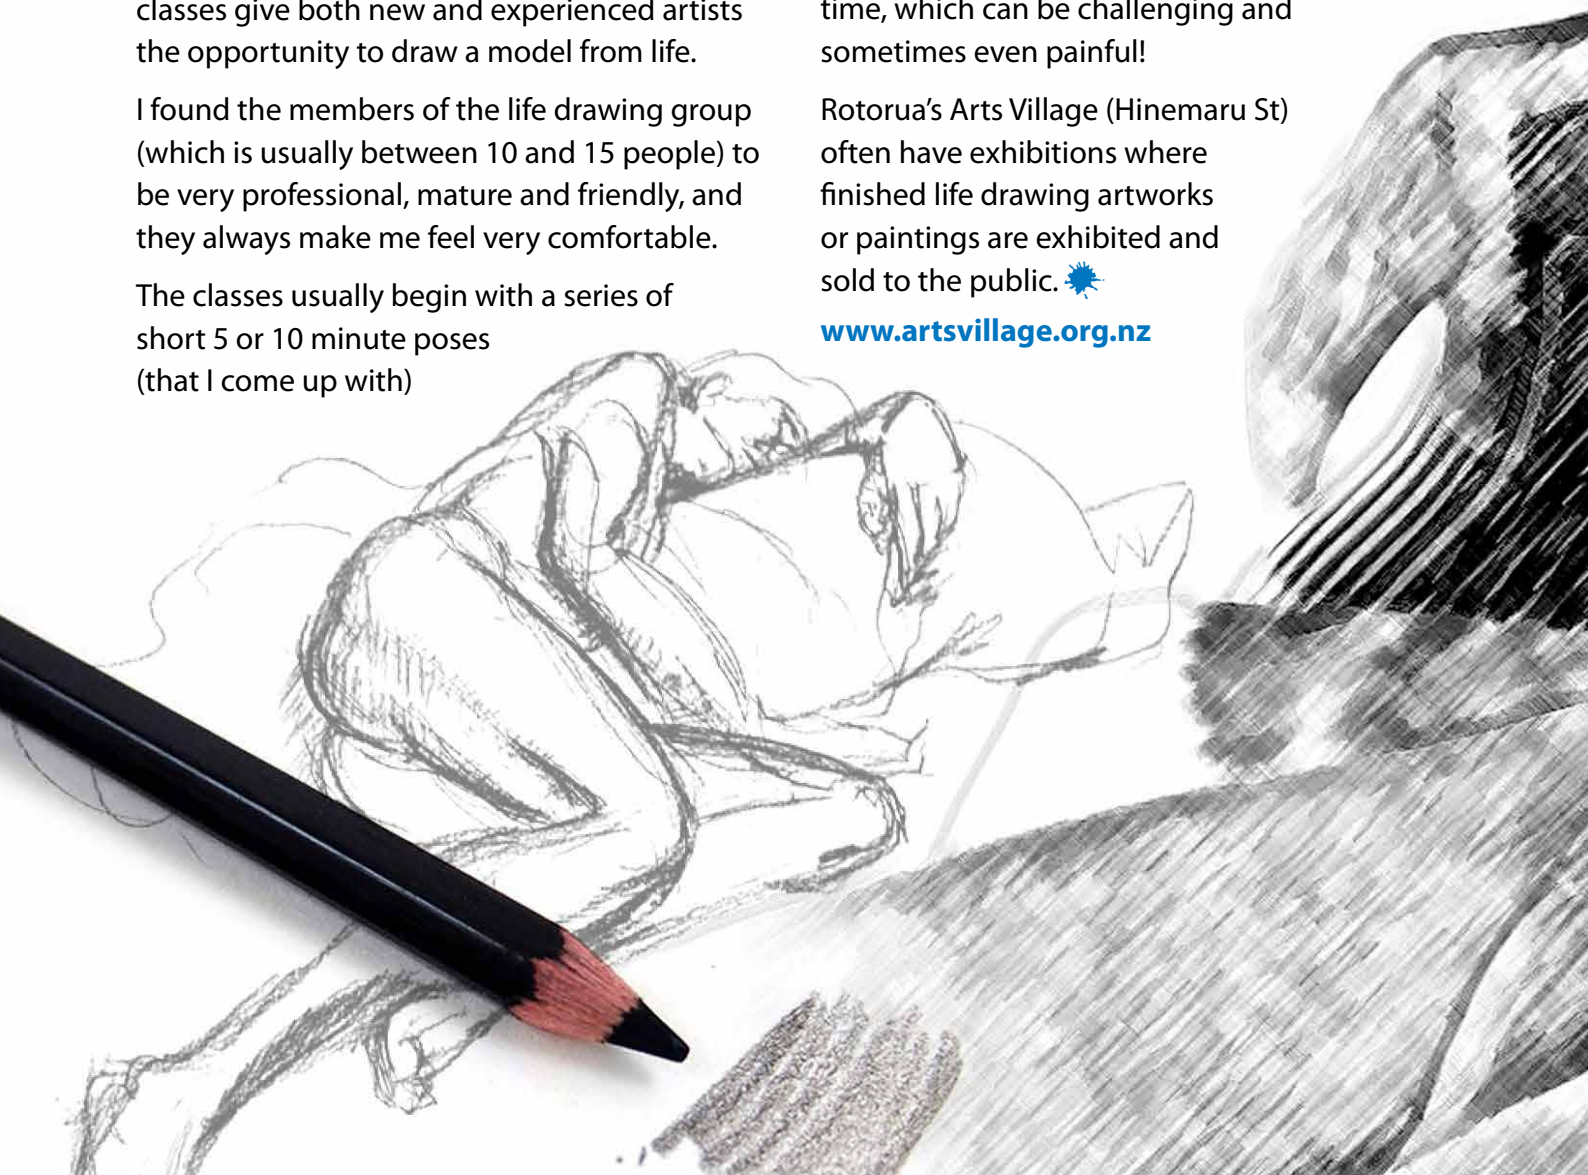 classes give both new and experienced artists
the opportunity to draw a model from life.
I found the members of the life drawing group
(which is usually between 10 and 15 people) to
be very professional, mature and friendly, and
they always make me feel very comfortable.
The classes usually begin with a series of
short 5 or 10 minute poses
(that I come up with)
time, which can be challenging and
sometimes even painful!
Rotorua’s Arts Village (Hinemaru St)
often have exhibitions where
finished life drawing artworks
or paintings are exhibited and
sold to the public.
www.artsvillage.org.nz